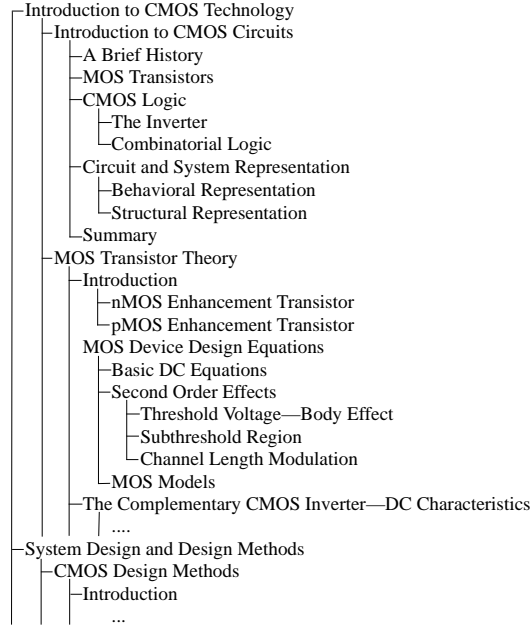 Introduction to CMOS Technology
Introduction to CMOS Circuits
A Brief History
MOS Transistors
CMOS Logic
The Inverter
Combinatorial Logic
Circuit and System Representation
Behavioral Representation
Structural Representation
Summary
MOS Transistor Theory
Introduction
nMOS Enhancement Transistor
pMOS Enhancement Transistor
MOS Device Design Equations
Basic DC Equations
Second Order Effects
Threshold Voltage—Body Effect
Subthreshold Region
Channel Length Modulation
MOS Models
The Complementary CMOS Inverter—DC Characteristics
....
System Design and Design Methods
CMOS Design Methods
Introduction
...